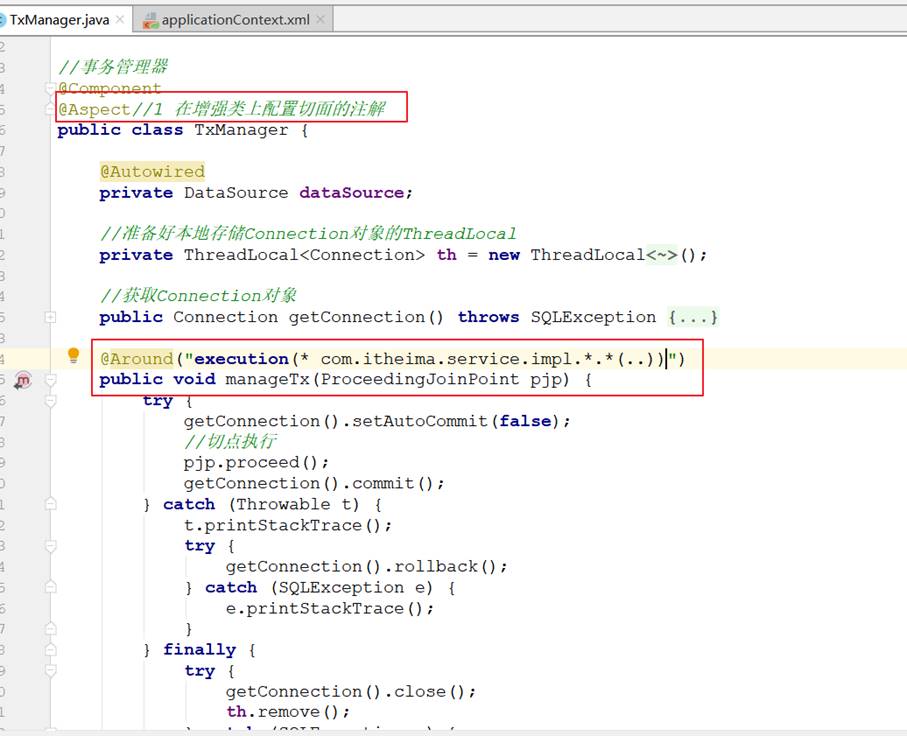 TxManager.java applicationContext.xml
//事务管理器
@Component
@Aspect//1 在增强类上配置切面的注解
public class TxManager {
@Autowired
private DataSource dataSource;
//准备好本地存储Connection对象的ThreadLocal
private ThreadLocal<Connection> th = new ThreadLocal<~>();
//获取Connection对象
public Connection getConnection() throws SQLException {...}
@Around("execution(* com.itheima.service.impl.*.*(..))")
public void manageTx(ProceedingJoinPoint pjp) {
try {
getConnection().setAutoCommit(false);
//切点执行
pjp.proceed();
getConnection().commit();
} catch (Throwable t) {
t.printStackTrace();
try {
getConnection().rollback();
} catch (SQLException e) {
e.printStackTrace();
}
} finally {
try {
getConnection().close();
th.remove();